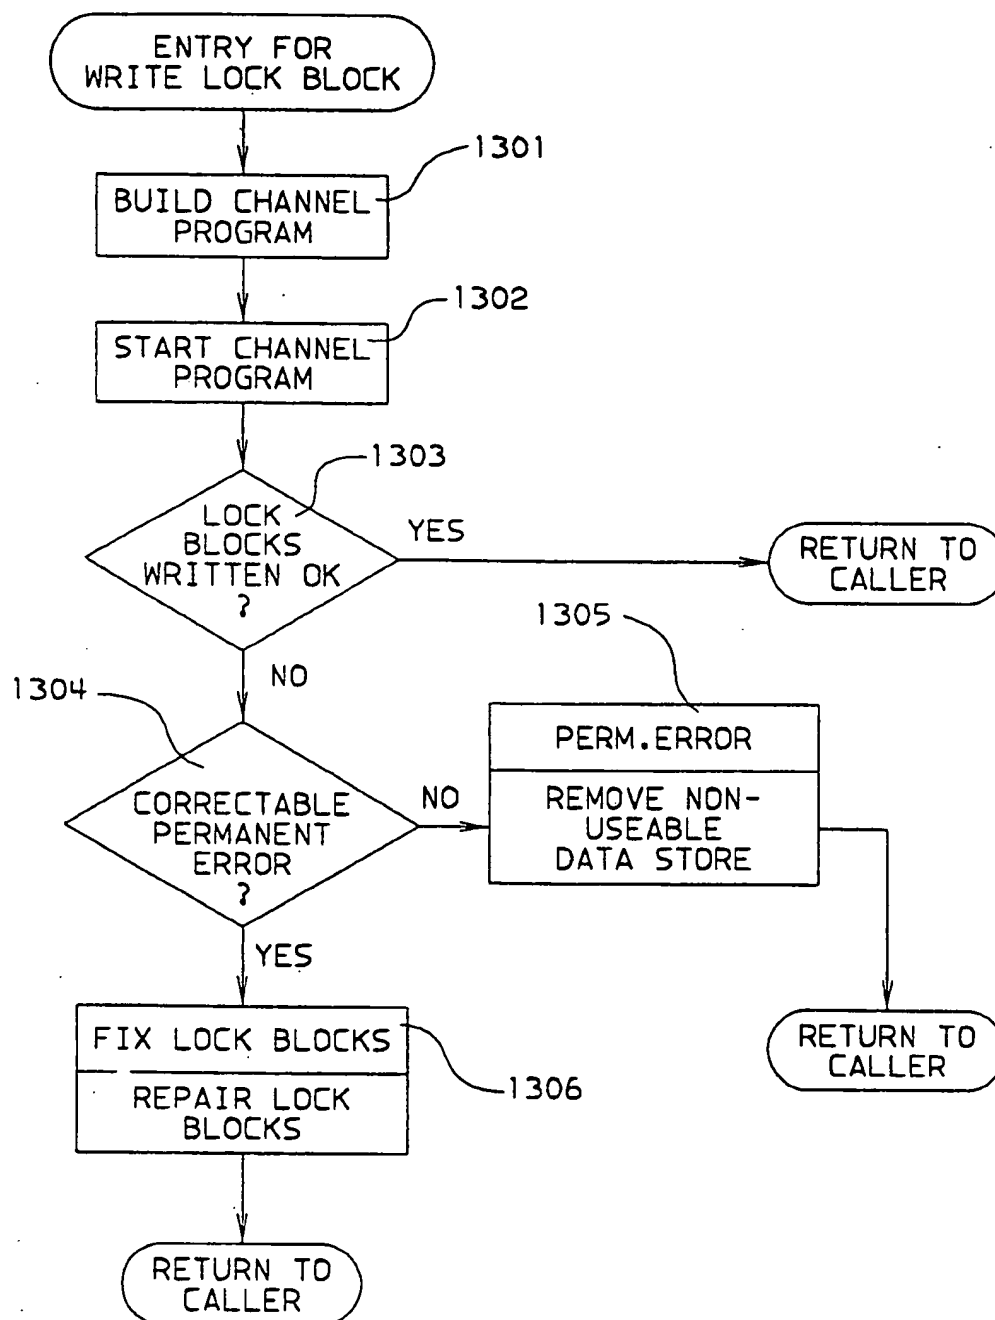 ENTRY FOR
WRITE LOCK BLOCK
1301
BUILD CHANNEL
PROGRAM
1302
START CHANNEL
PROGRAM
1303
LOCK
BLOCKS
WRITTEN OK
?
YES
RETURN TO
CALLER
NO
1304
CORRECTABLE
PERMANENT
ERROR
?
NO
1305
PERM.ERROR
REMOVE NON-
USEABLE
DATA STORE
RETURN TO
CALLER
YES
FIX LOCK BLOCKS
1306
REPAIR LOCK
BLOCKS
RETURN TO
CALLER